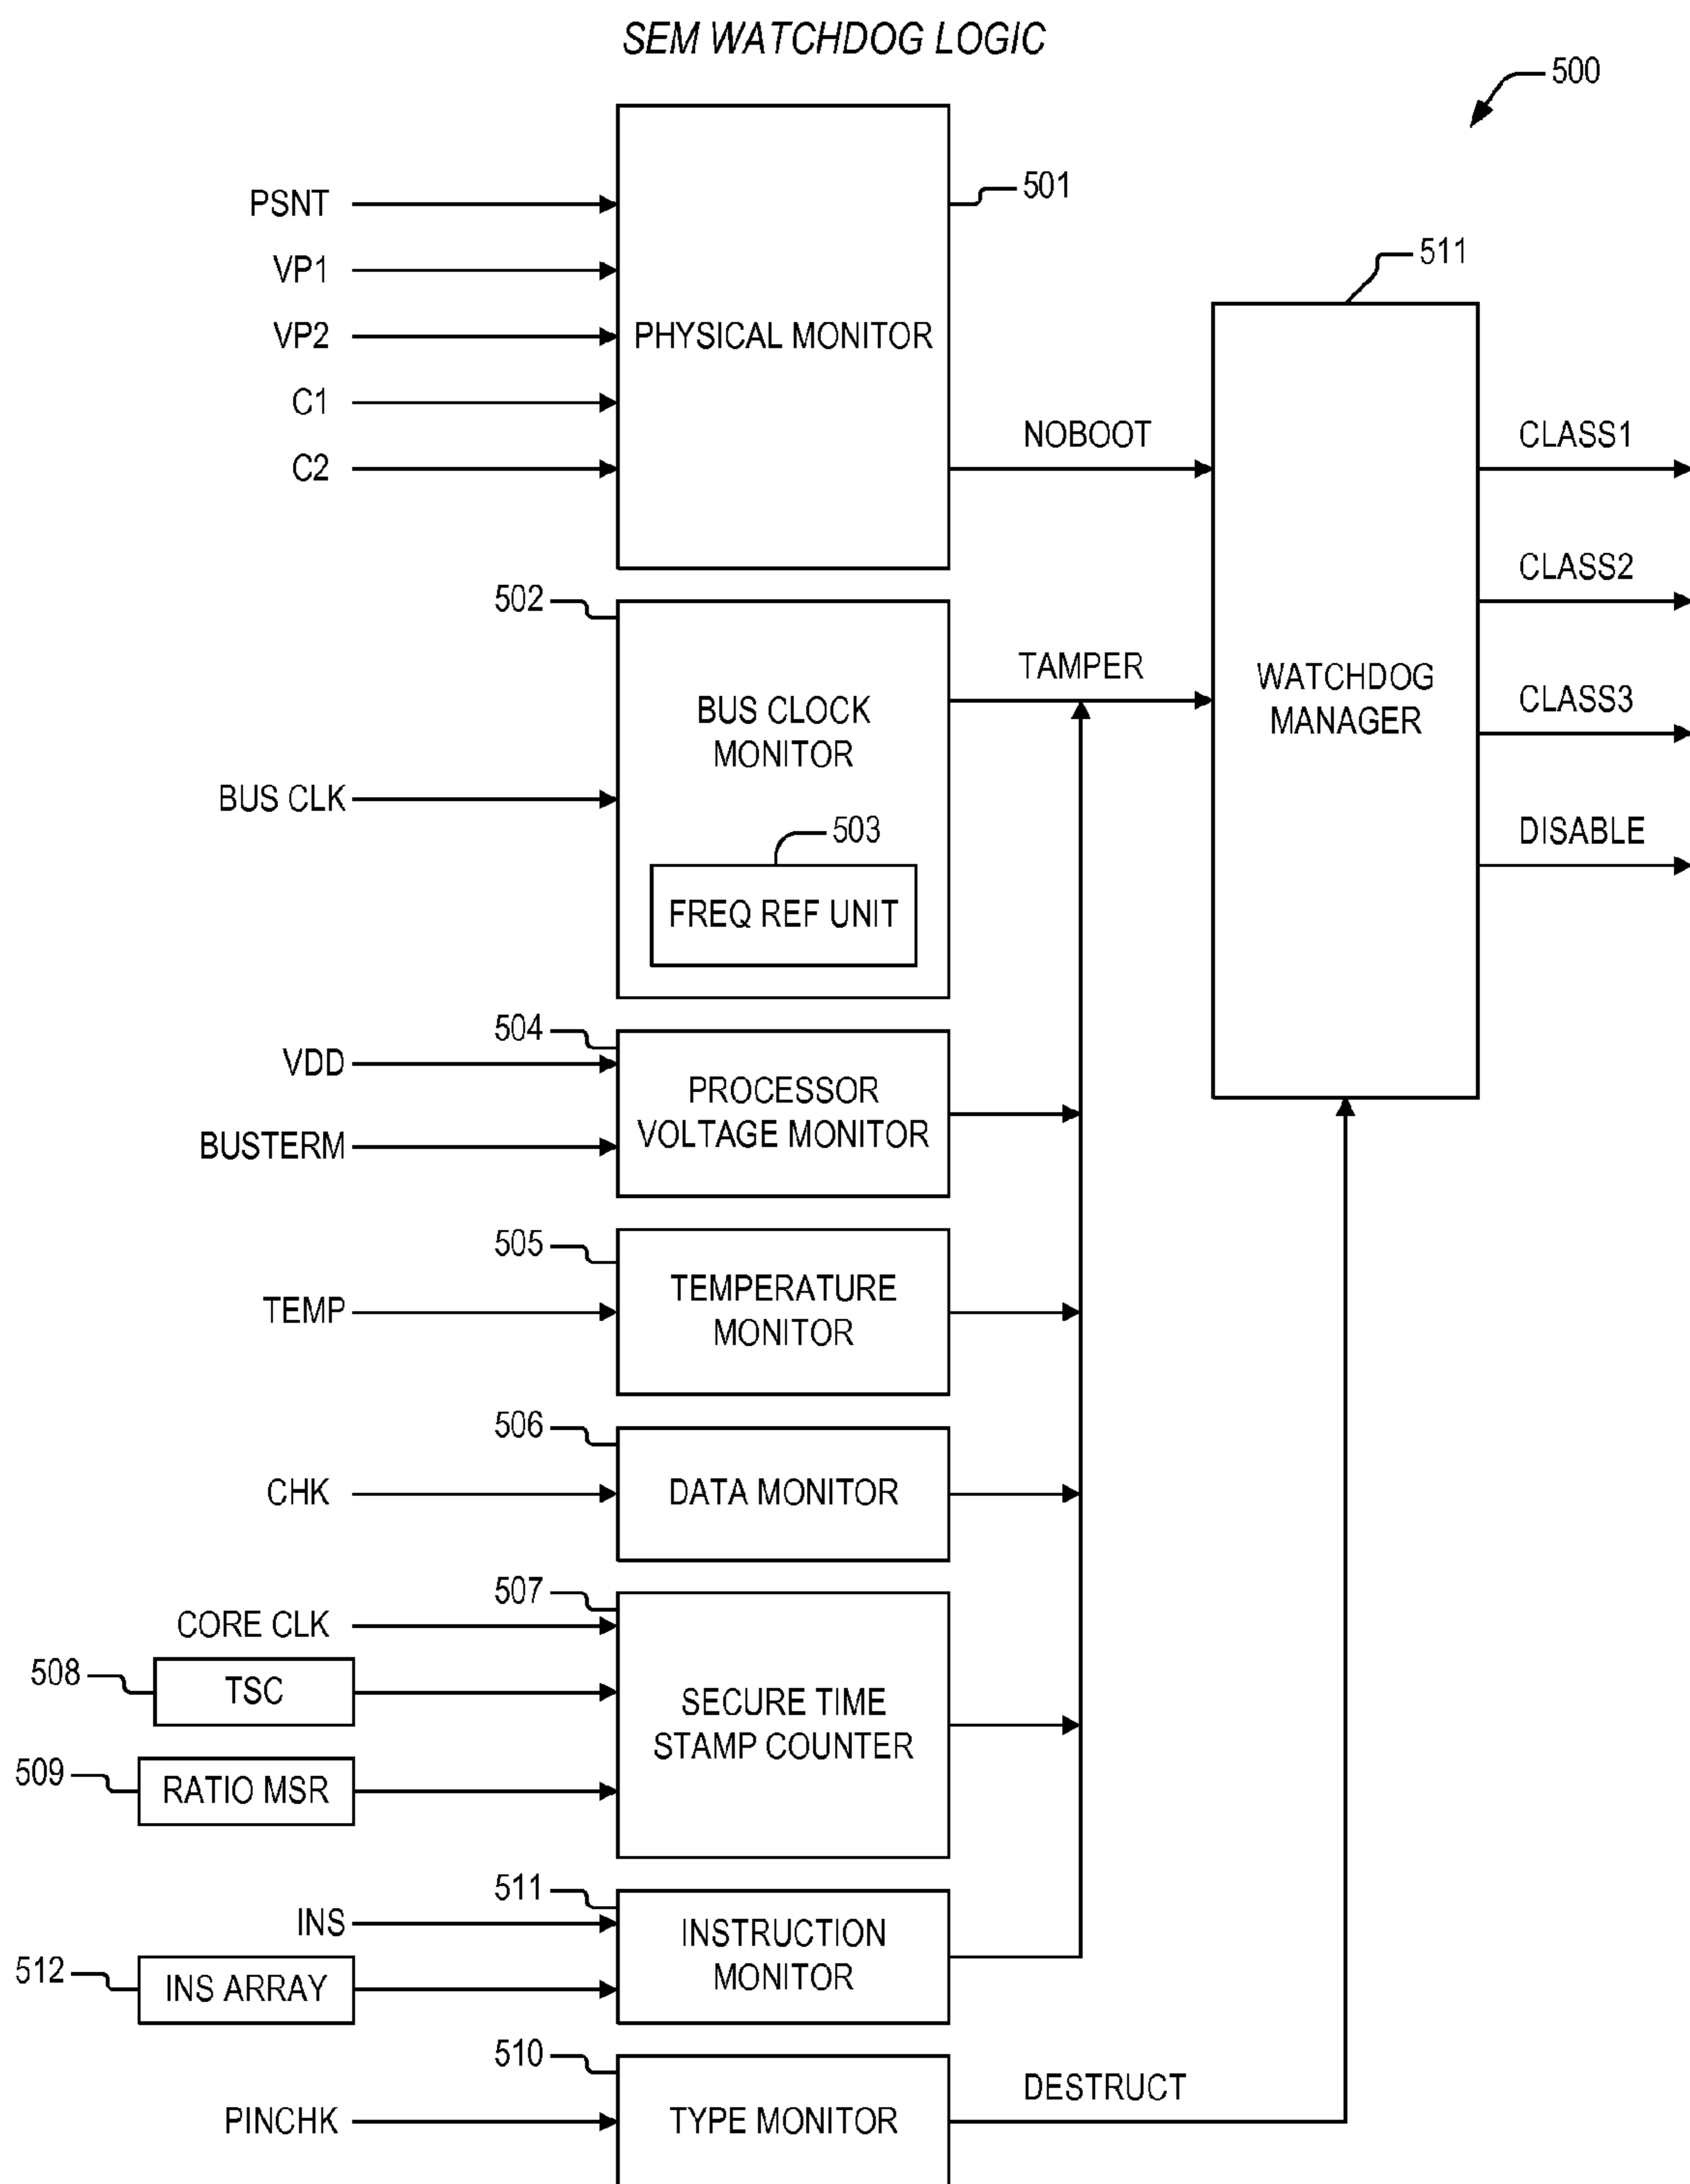 SEM WATCHDOG LOGIC
500
PSNT
501
VP1
511
VP2
PHYSICAL MONITOR
C1
C2
NOBOOT
CLASS1
CLASS2
502
TAMPER
WATCHDOG
MANAGER
CLASS3
BUS CLOCK
MONITOR
BUS CLK
503
DISABLE
FREQ REF UNIT
504
VDD
PROCESSOR
VOLTAGE MONITOR
BUSTERM
505
TEMP
TEMPERATURE
MONITOR
506
CHK
DATA MONITOR
507
CORE CLK
508
TSC
SECURE TIME
STAMP COUNTER
509
RATIO MSR
511
INS
INSTRUCTION
MONITOR
512
INS ARRAY
510
DESTRUCT
PINCHK
TYPE MONITOR